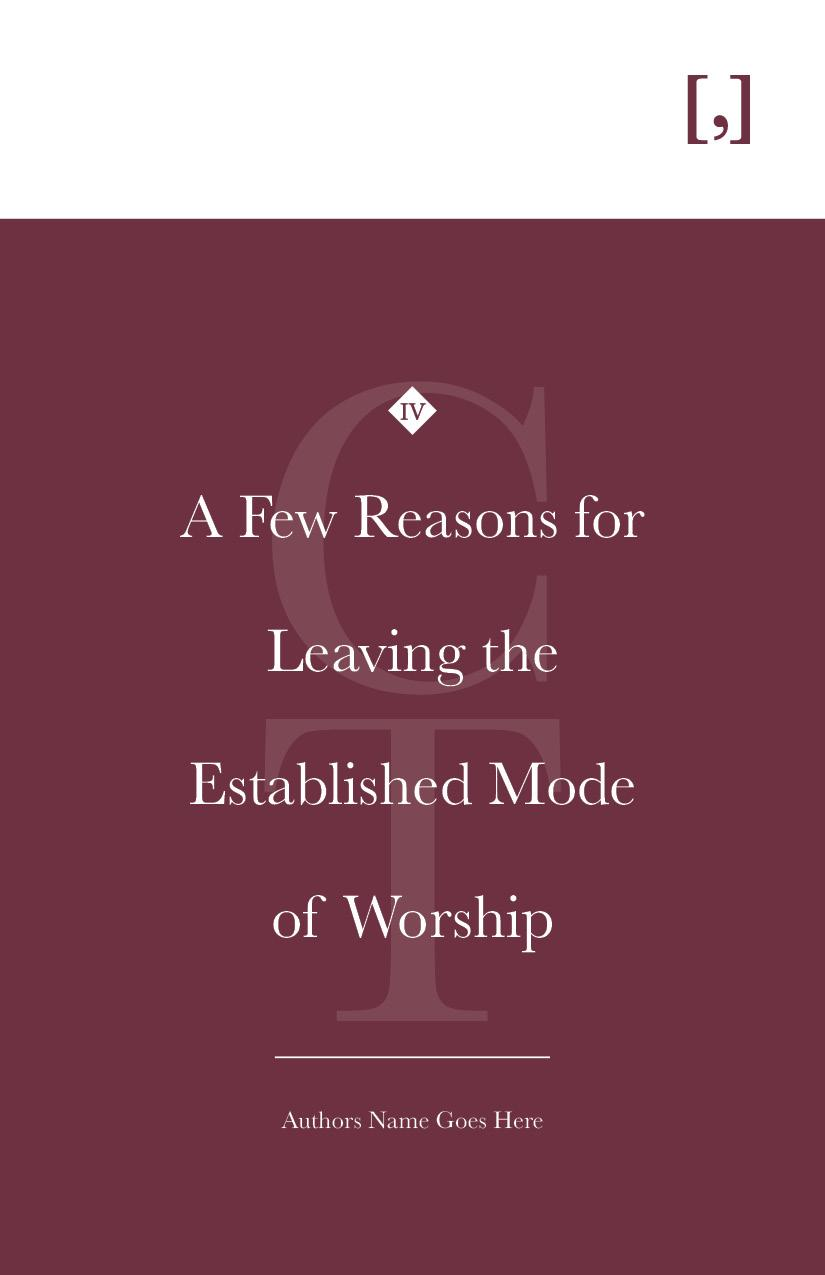 [,]
C
IV
A Few Reasons for
Leaving the
T
Established Mode
of Worship
Authors Name Goes Here